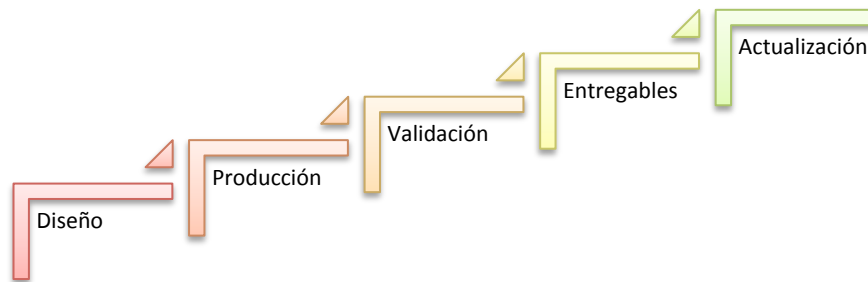 Diseño
Producción
Validación
Entregables
Actualización